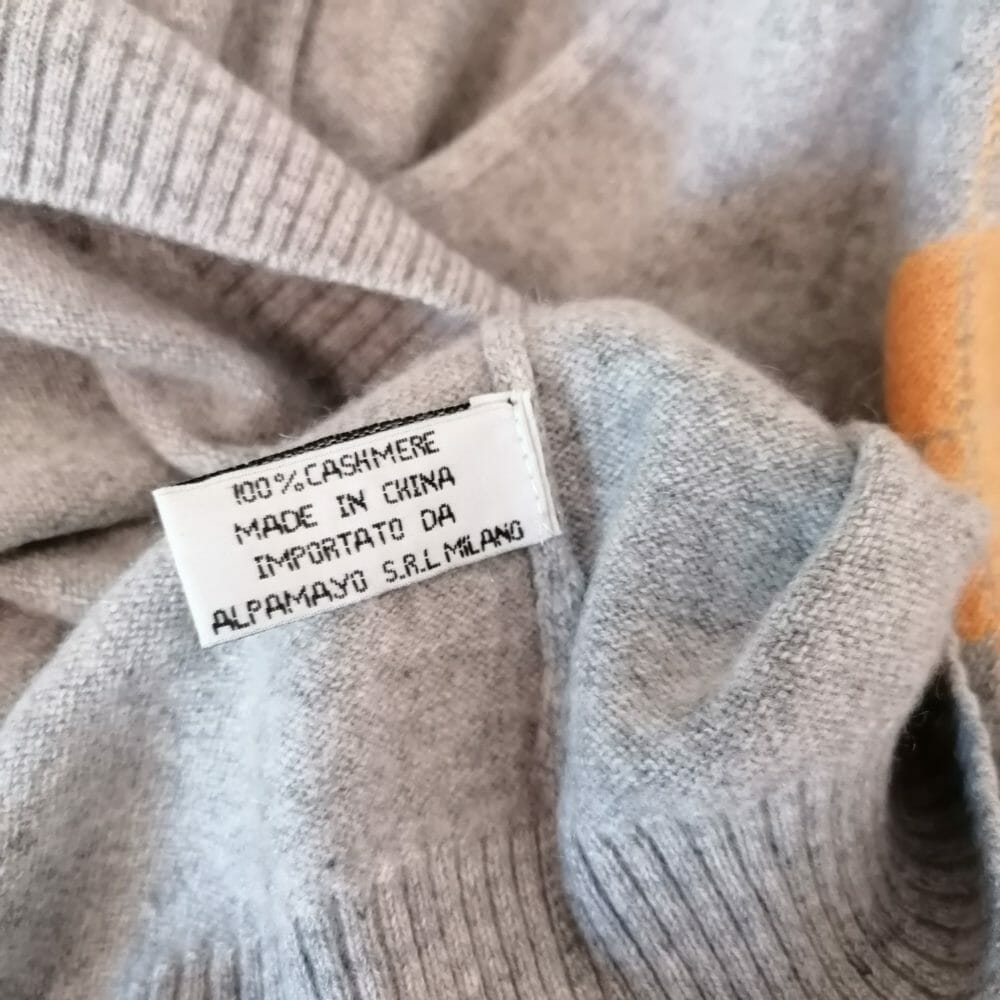 100%CASHMERE
MADE IN CHINA
IMPORTATO DA
ALPAMAYO S.R.L MILANO